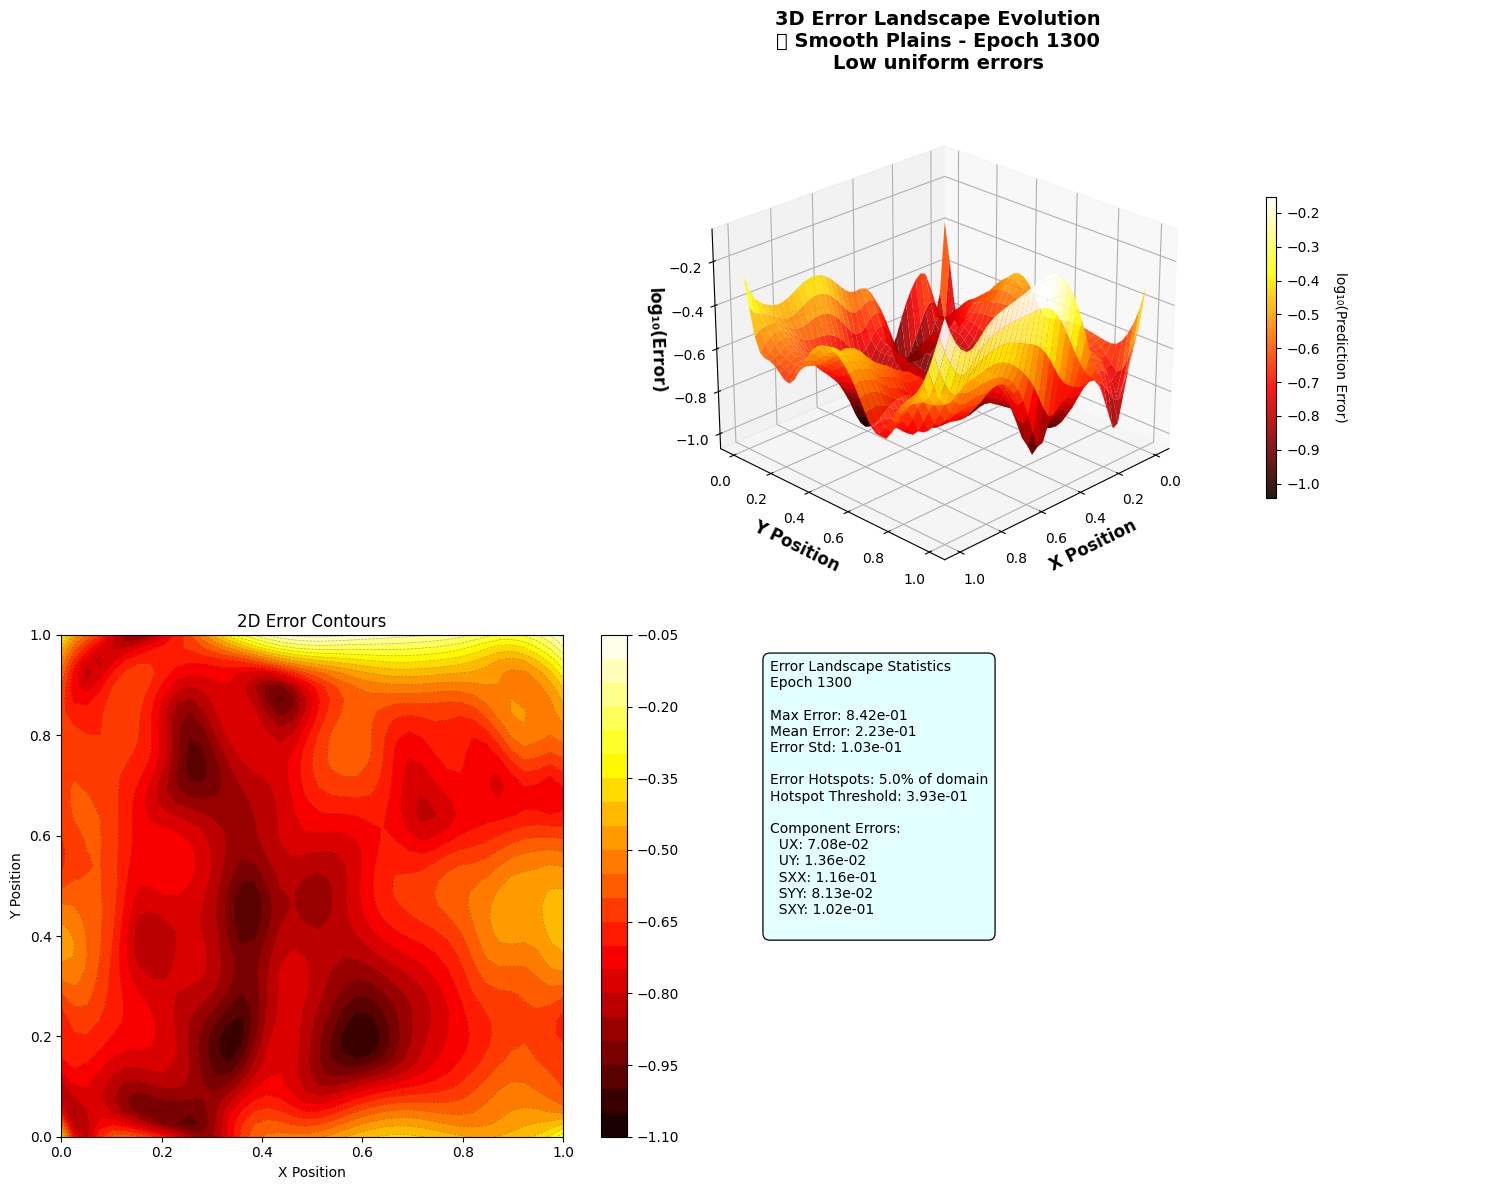 3D Error Landscape Evolution
▯ Smooth Plains - Epoch 1300
Low uniform errors
−0.2
−0.4
−0.6
−0.8
−1.0
log₁₀(Error)
0.0
0.2
0.4
0.6
0.8
1.0
Y Position
0.0
0.2
0.4
0.6
0.8
1.0
X Position
−0.2
−0.3
−0.4
−0.5
−0.6
−0.7
−0.8
−0.9
−1.0
log₁₀(Prediction Error)
2D Error Contours
1.0
0.8
0.6
0.4
0.2
0.0
Y Position
0.0
0.2
0.4
0.6
0.8
1.0
X Position
−0.05
−0.20
−0.35
−0.50
−0.65
−0.80
−0.95
−1.10
Error Landscape Statistics
Epoch 1300
Max Error: 8.42e-01
Mean Error: 2.23e-01
Error Std: 1.03e-01
Error Hotspots: 5.0% of domain
Hotspot Threshold: 3.93e-01
Component Errors:
UX: 7.08e-02
UY: 1.36e-02
SXX: 1.16e-01
SYY: 8.13e-02
SXY: 1.02e-01